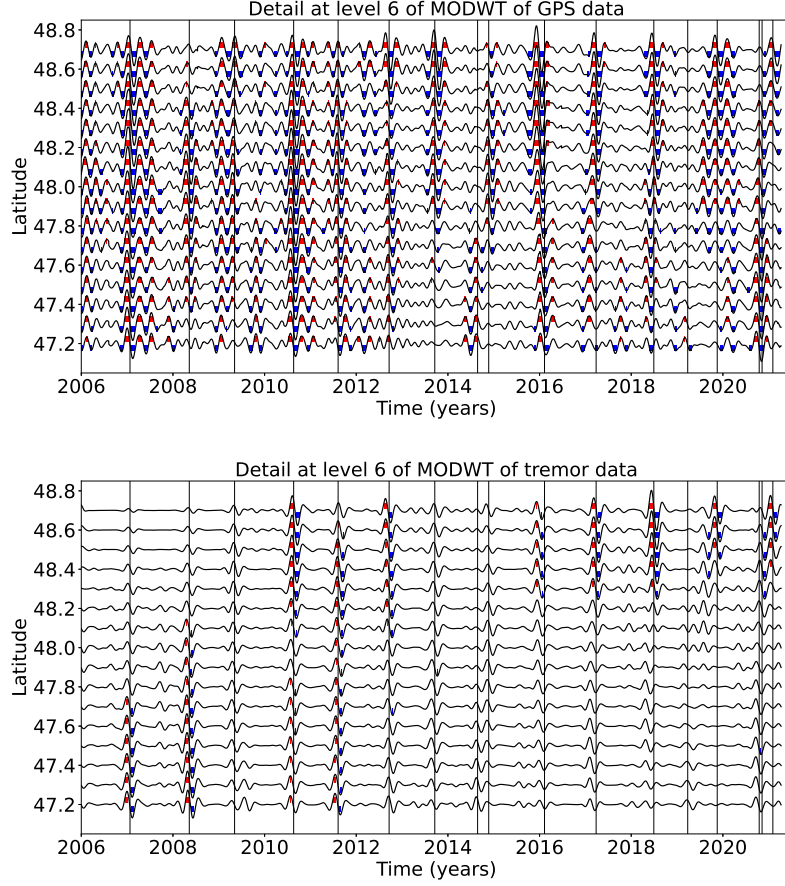 Detail at level 6 of MODWT of GPS data
48.8
48.6
48.4
48.2
48.0
47.8
47.6
47.4
47.2
Latitude
2006 2008 2010 2012 2014 2016 2018 2020
Time (years)
Detail at level 6 of MODWT of tremor data
48.8
48.6
48.4
48.2
48.0
47.8
47.6
47.4
47.2
Latitude
2006 2008 2010 2012 2014 2016 2018 2020
Time (years)